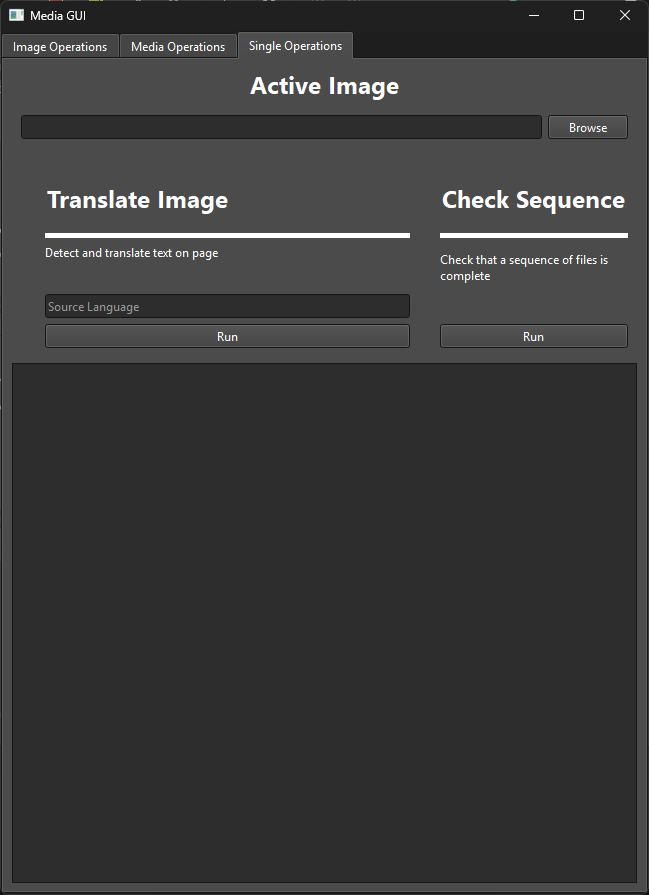 Media GUI
Image Operations
Media Operations
Single Operations
Active Image
Browse
Translate Image
Check Sequence
Detect and translate text on page
Check that a sequence of files is
complete
Source Language
Run
Run